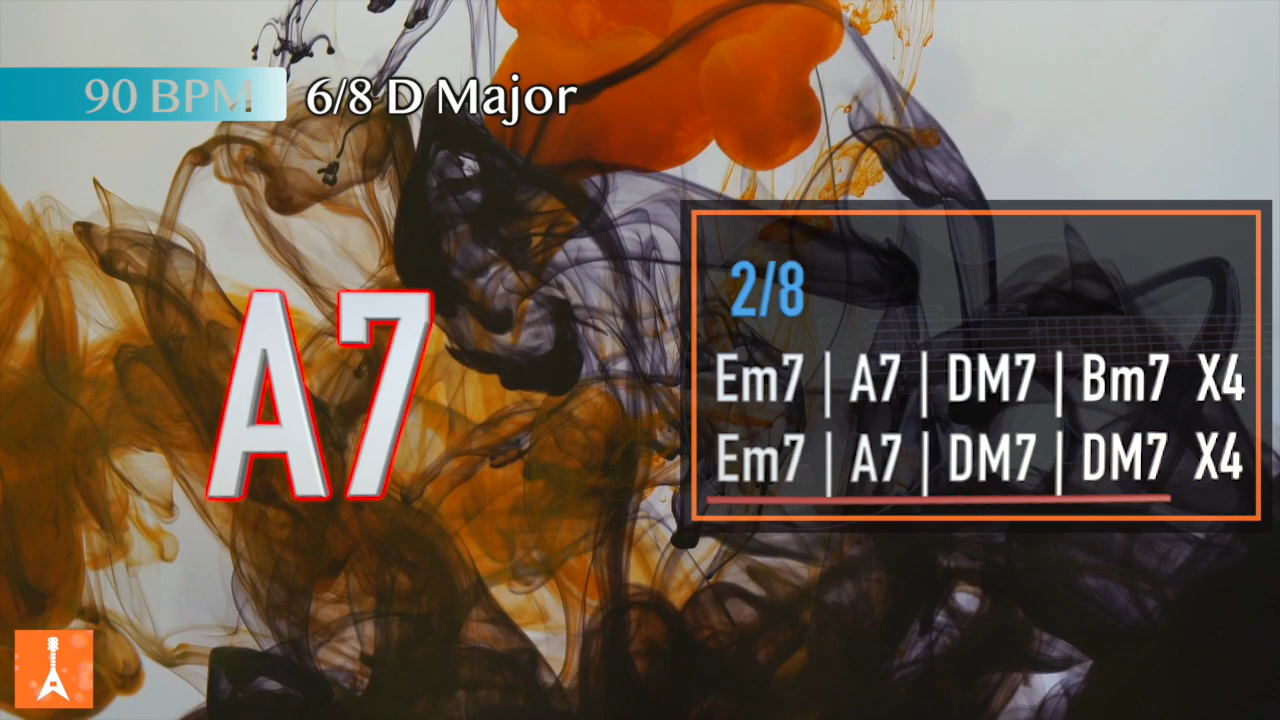 90 BPM 6/8 D Major
A7
2/8
Em7 | A7 | DM7 | Bm7 X4
Em7 | A7 | DM7 | DM7 X4